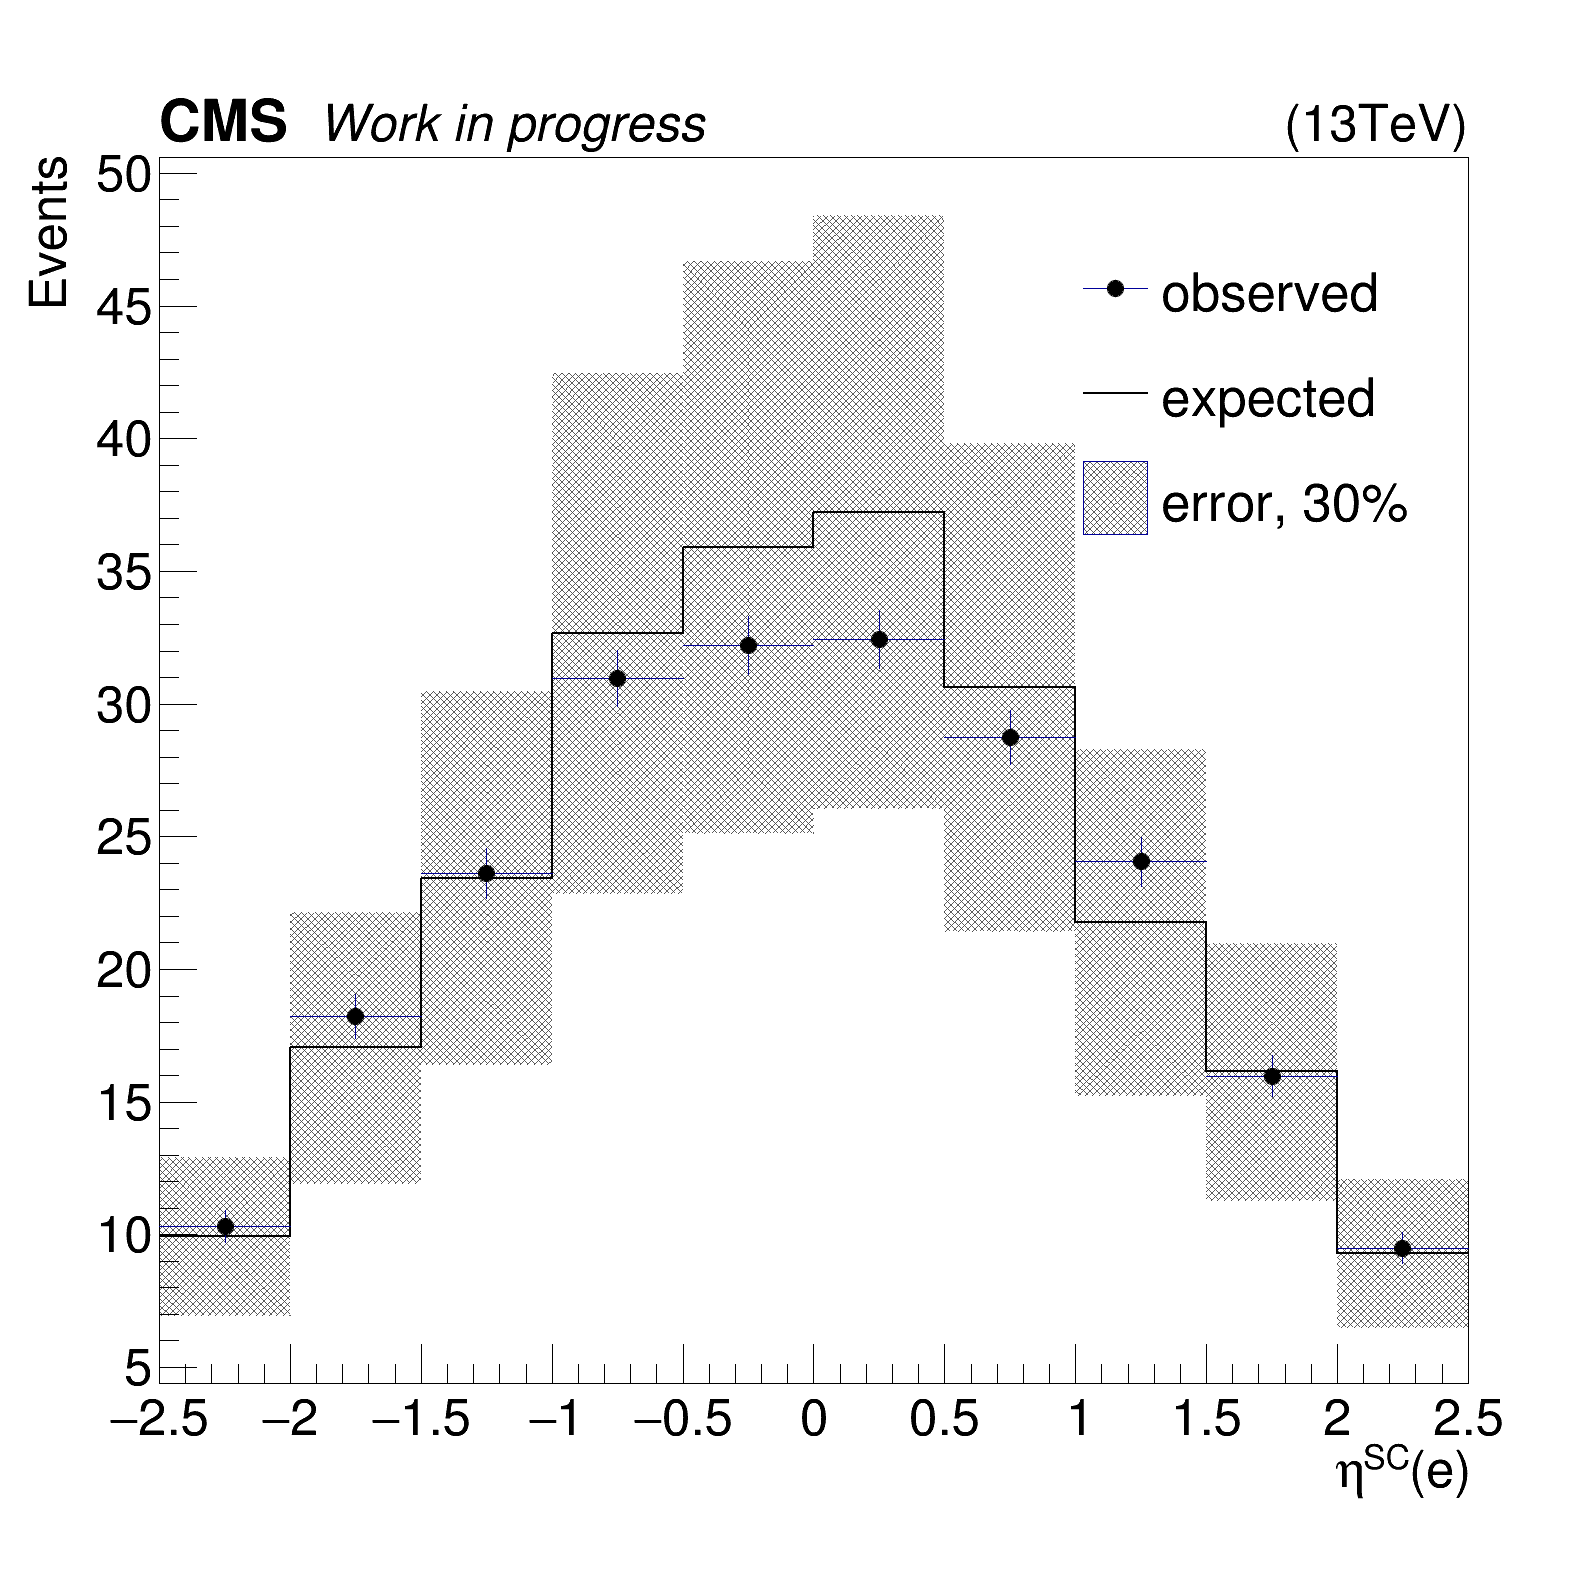 CMS Work in progress (13TeV)
Events
50
45
40
35
30
25
20
15
10
5
observed
expected
error, 30%
−2.5 −2 −1.5 −1 −0.5 0 0.5 1 1.5 2 2.5
η^SC(e)